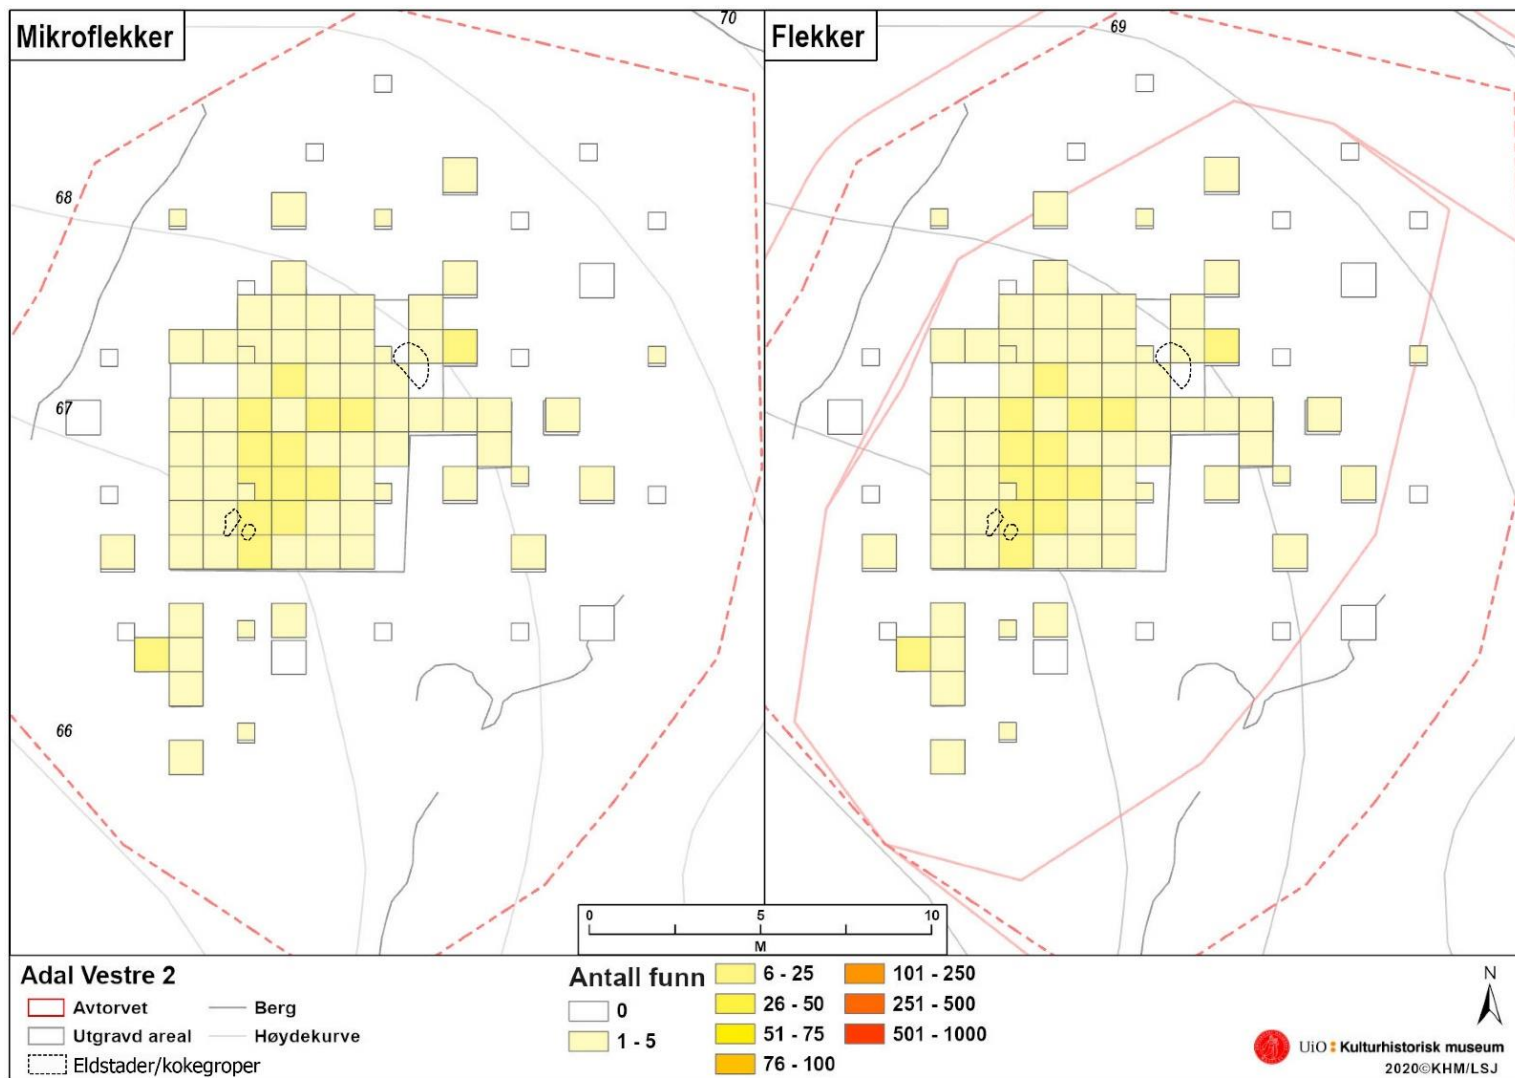 Mikroflekker
70
68
67
66
Flekker
69
0 5 10
M
Adal Vestre 2
Avtorvet
Berg
Utgravd areal
Høydekurve
Eldstader/kokegroper
Antall funn
0
1 - 5
6 - 25
26 - 50
51 - 75
76 - 100
101 - 250
251 - 500
501 - 1000
N
UiO Kulturhistorisk museum
2020©KHM/LSJ